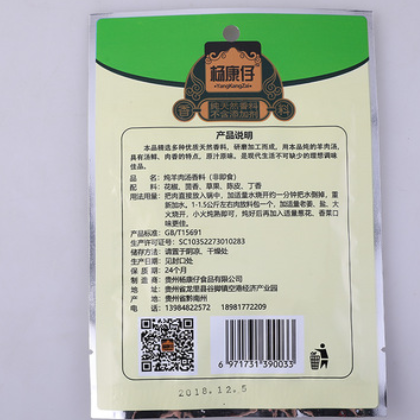 杨康仔
YangKangZai
香 纯天然香料 料
不含添加剂
产品说明
本品精选多种优质天然香料，研磨加工而成，用本品炖的羊肉汤，
具有汤鲜、肉香的特点，原汁原味，是现代生活不可缺少的理想调味
佳品。
品　　名：炖羊肉汤香料（非即食）
配　　料：花椒、茴香、草果、陈皮、丁香
使用方法：把肉直接放入锅中，加适量水烧开约一分钟把水倒掉，重
新加水。1-1.5公斤左右肉放料包一个，加适量老姜、盐，大
火烧开，小火炖熟即可，炖好后再加入适量葱花，香菜口
味更佳。
产品标准号：GB/T15691
生产许可证号：SC10352273010283
储存方法：请置于阴凉、干燥处
生产日期：见封口处
保 质 期：24个月
制 造 商：贵州杨康仔食品有限公司
地　　址：贵州省龙里县谷脚镇空港经济产业园
产　　地：贵州省黔南州
电　　话：13984822572 18981772209
6 971731 390033
2018.12.5